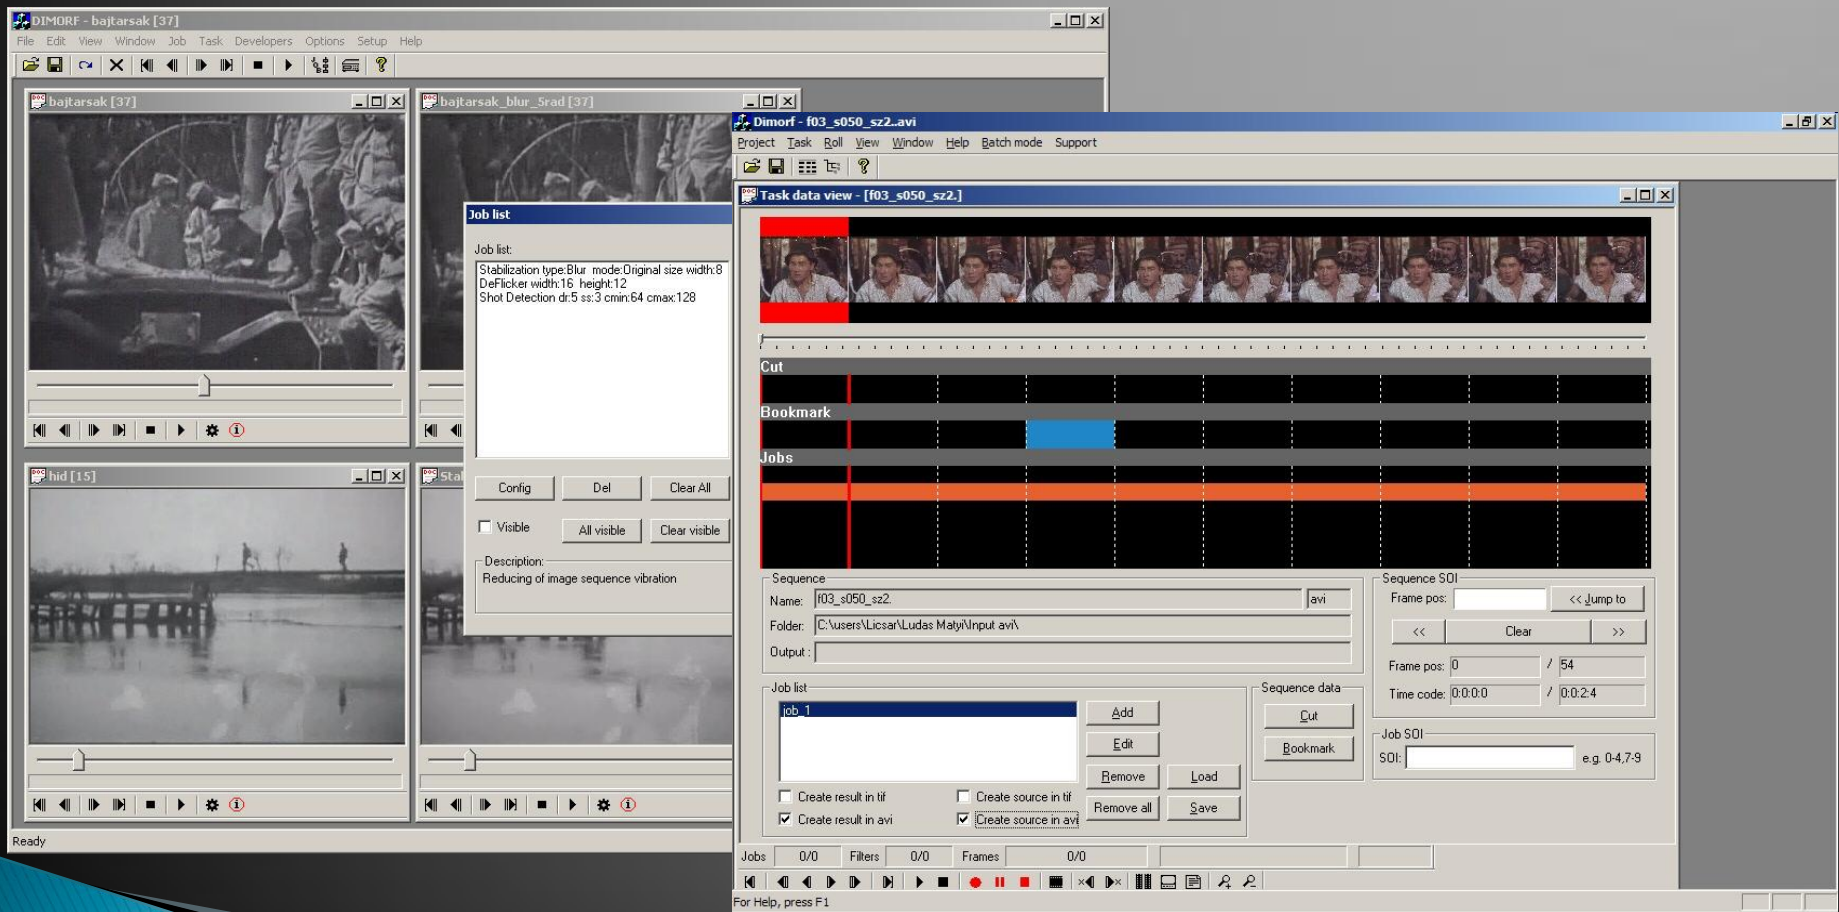 DIMORF - bajtarsak [37]
File Edit View Window Job Task Developers Options Setup Help
bajtarsak [37]
bajtarsak_blur_5rad [37]
hid [15]
Stal
Ready
Job list
Job list:
Stabilization type:Blur mode:Original size width:8
DeFlicker width:16 height:12
Shot Detection dr:5 ss:3 cmin:64 cmax:128
Config Del Clear All
Visible All visible Clear visible
Description:
Reducing of image sequence vibration
Dimorf - f03_s050_sz2..avi
Project Task Roll View Window Help Batch mode Support
Task data view - [f03_s050_sz2.]
Cut
Bookmark
Jobs
Sequence
Name: f03_s050_sz2. avi
Folder: C:\users\Licsar\Ludas Matyi\Input avi\
Output :
Sequence SOI
Frame pos: << Jump to
<< Clear >>
Frame pos: 0 / 54
Time code: 0:0:0:0 / 0:0:2:4
Job list
job_1
Add
Edit
Remove Load
Remove all Save
Create result in tif Create source in tif
Create result in avi Create source in avi
Sequence data
Cut
Bookmark
Job SOI
SOI: e.g. 0-4,7-9
Jobs 0/0 Filters 0/0 Frames 0/0
For Help, press F1